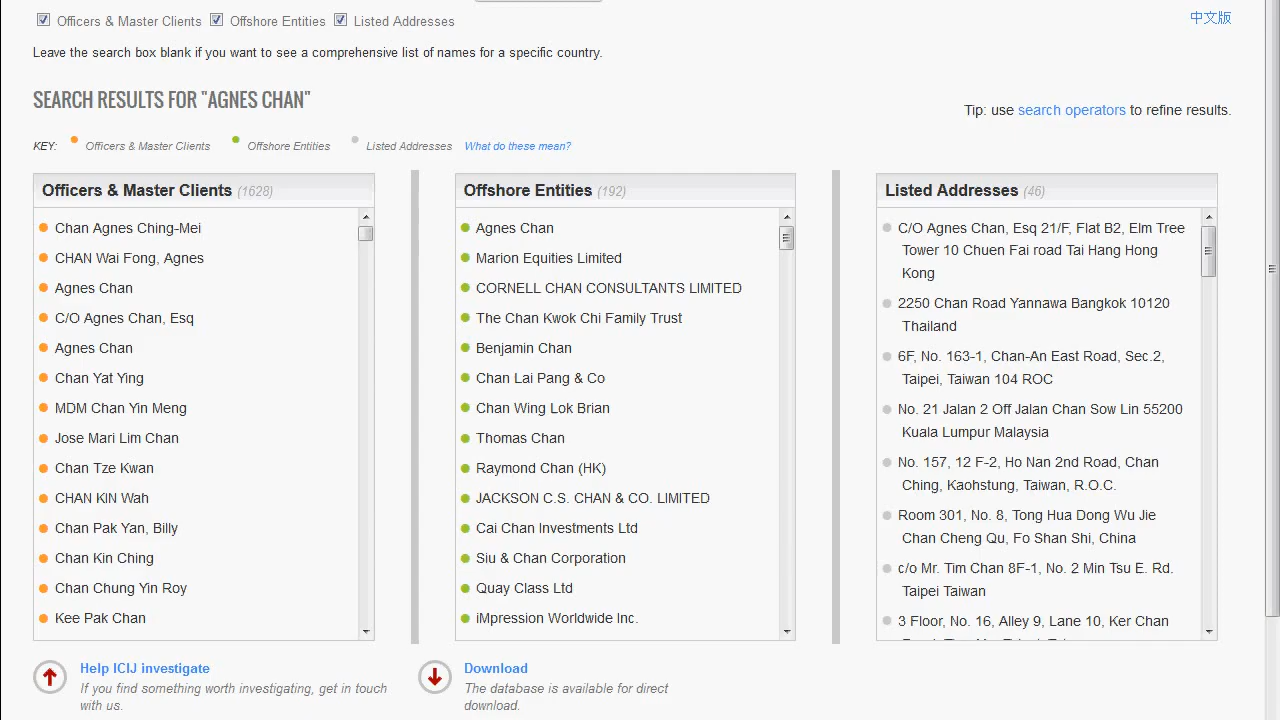 Officers & Master Clients Offshore Entities Listed Addresses
中文版
Leave the search box blank if you want to see a comprehensive list of names for a specific country.
SEARCH RESULTS FOR "AGNES CHAN"
Tip: use search operators to refine results.
KEY: Officers & Master Clients Offshore Entities Listed Addresses What do these mean?
Officers & Master Clients (1628)
Chan Agnes Ching-Mei
CHAN Wai Fong, Agnes
Agnes Chan
C/O Agnes Chan, Esq
Agnes Chan
Chan Yat Ying
MDM Chan Yin Meng
Jose Mari Lim Chan
Chan Tze Kwan
CHAN KIN Wah
Chan Pak Yan, Billy
Chan Kin Ching
Chan Chung Yin Roy
Kee Pak Chan
Offshore Entities (192)
Agnes Chan
Marion Equities Limited
CORNELL CHAN CONSULTANTS LIMITED
The Chan Kwok Chi Family Trust
Benjamin Chan
Chan Lai Pang & Co
Chan Wing Lok Brian
Thomas Chan
Raymond Chan (HK)
JACKSON C.S. CHAN & CO. LIMITED
Cai Chan Investments Ltd
Siu & Chan Corporation
Quay Class Ltd
iMpression Worldwide Inc.
Listed Addresses (46)
C/O Agnes Chan, Esq 21/F, Flat B2, Elm Tree
Tower 10 Chuen Fai road Tai Hang Hong
Kong
2250 Chan Road Yannawa Bangkok 10120
Thailand
6F, No. 163-1, Chan-An East Road, Sec.2,
Taipei, Taiwan 104 ROC
No. 21 Jalan 2 Off Jalan Chan Sow Lin 55200
Kuala Lumpur Malaysia
No. 157, 12 F-2, Ho Nan 2nd Road, Chan
Ching, Kaohstung, Taiwan, R.O.C.
Room 301, No. 8, Tong Hua Dong Wu Jie
Chan Cheng Qu, Fo Shan Shi, China
c/o Mr. Tim Chan 8F-1, No. 2 Min Tsu E. Rd.
Taipei Taiwan
3 Floor, No. 16, Alley 9, Lane 10, Ker Chan
Help ICIJ investigate
If you find something worth investigating, get in touch
with us.
Download
The database is available for direct
download.